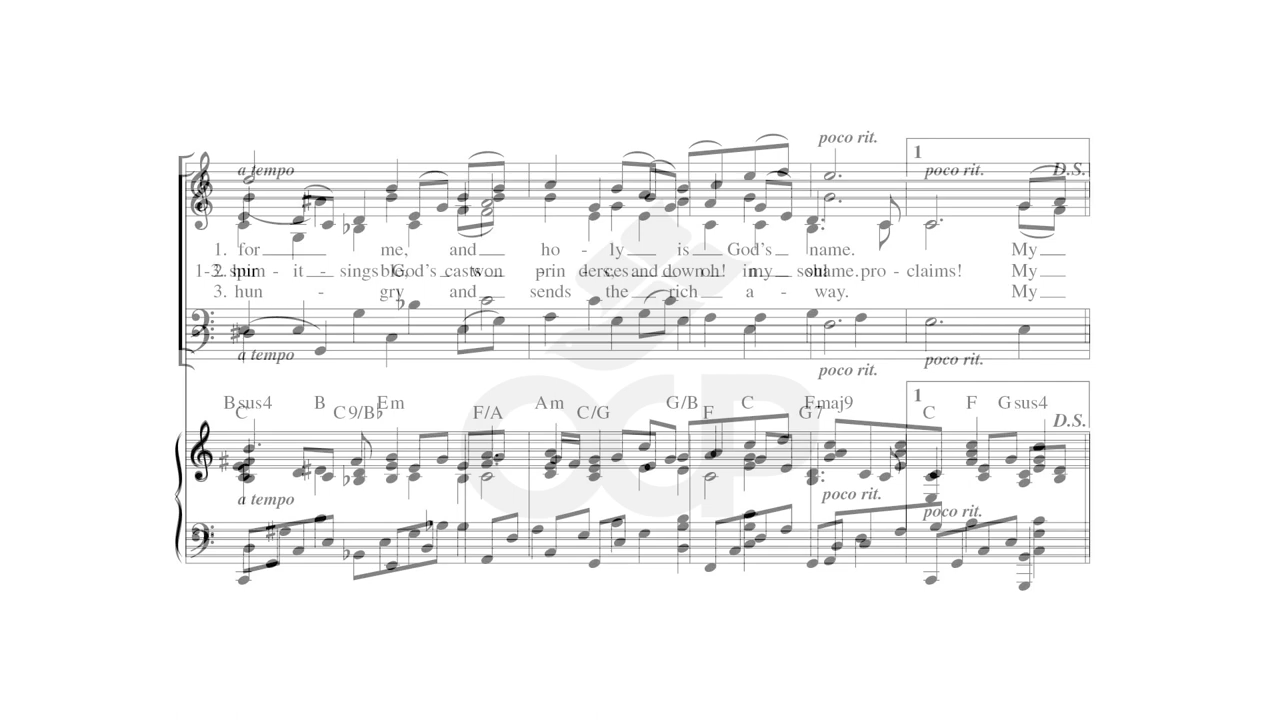 poco rit.
1
a tempo
poco rit.
D.S.
1. for me, and ho - ly is God's name. My
My
3. hun - gry and sends the rich a - way. My
a tempo
poco rit.
poco rit.
1
Bsus4 B Em Am G/B C Fmaj9 F Gsus4
C C9/B♭ F/A C/G F G7 C
D.S.
a tempo
poco rit.
poco rit.
OCP